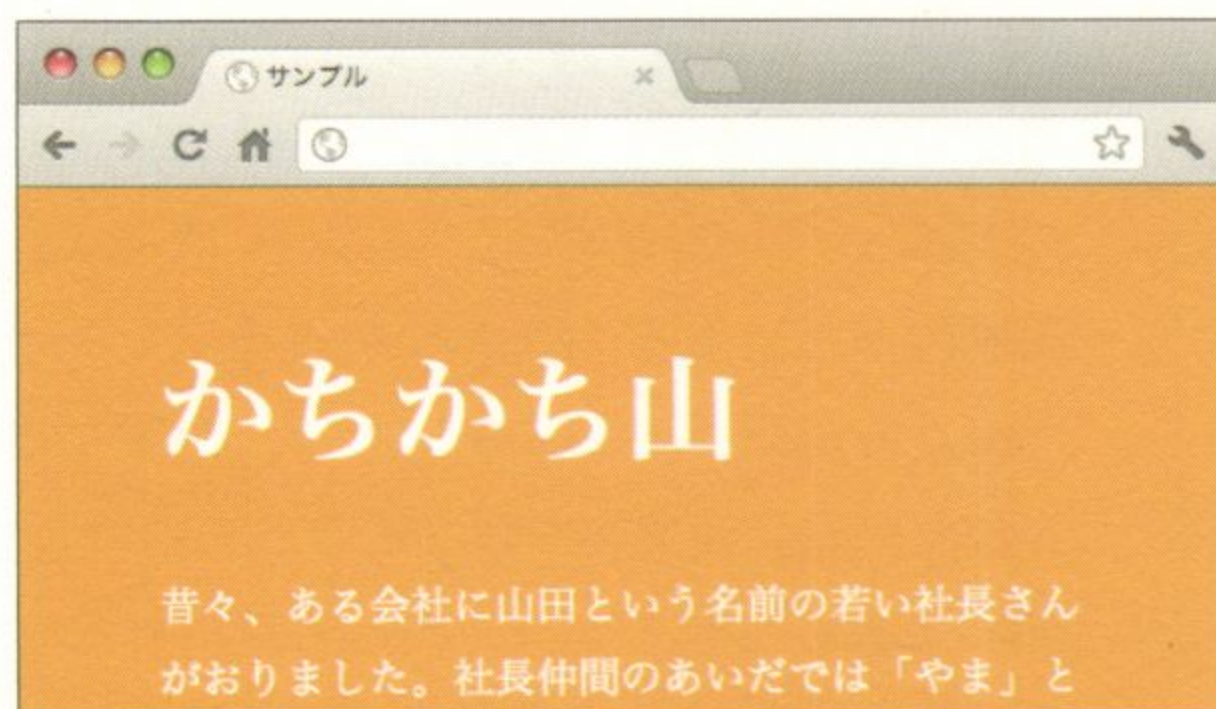 サンプル
かちかち山
昔々、ある会社に山田という名前の若い社長さん
がおりました。社長仲間のあいだでは「やま」と